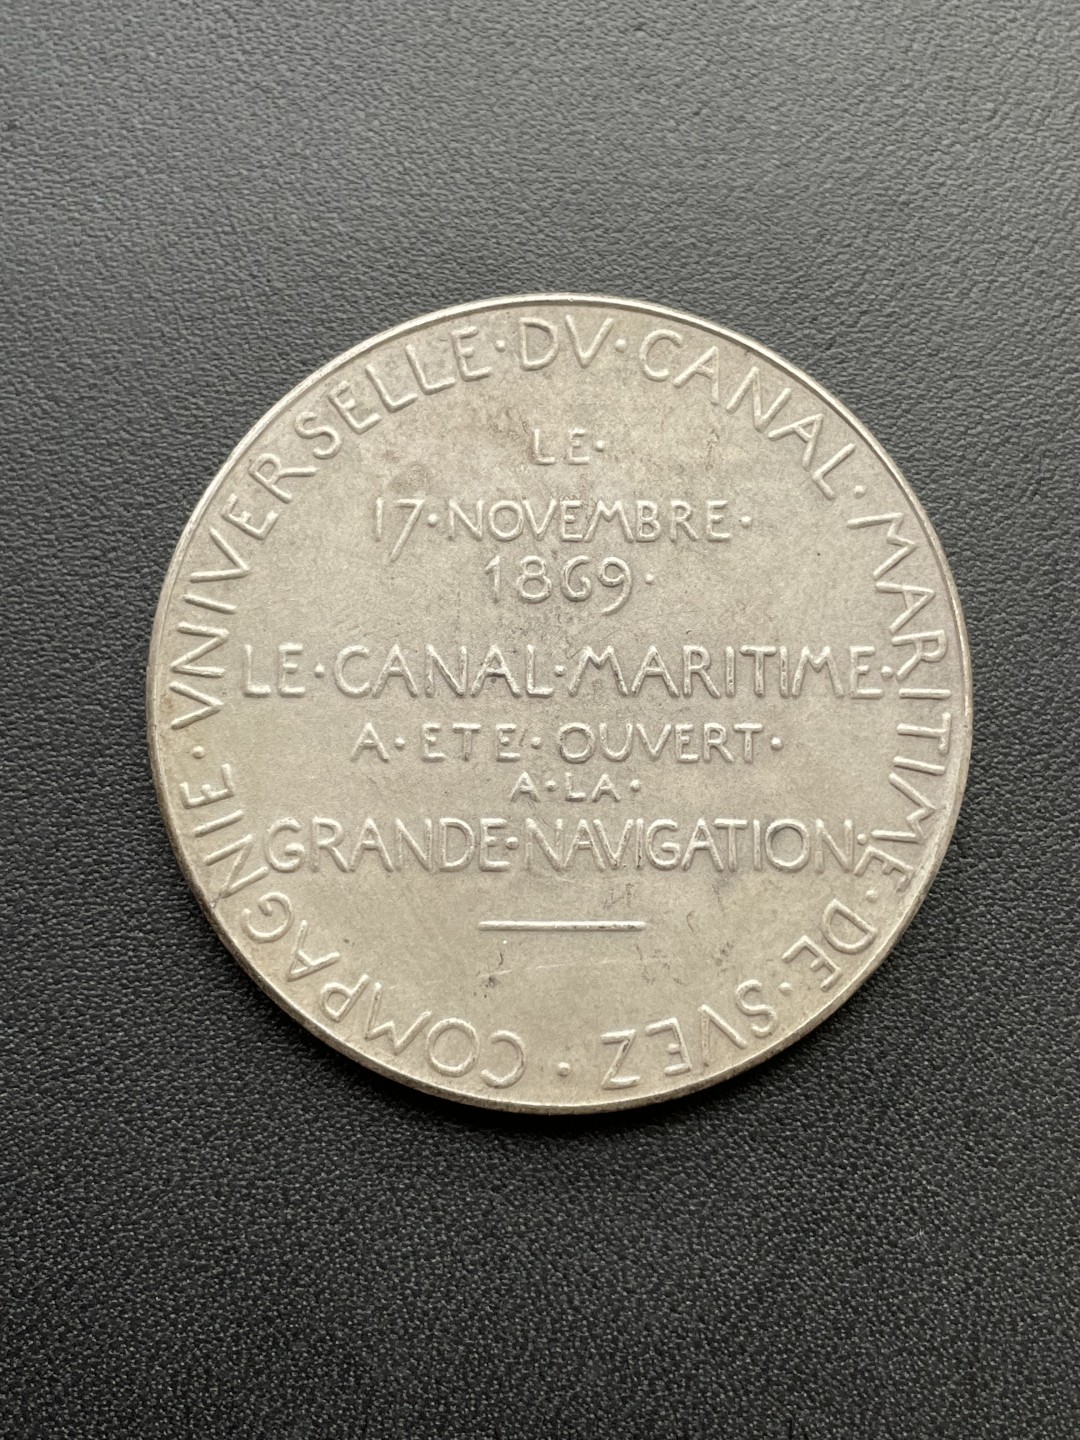 COMPAGNIE · VNIVERSELLE · DV · CANAL · MARITIME · DE · SVEZ ·
LE ·
17 · NOVEMBRE ·
1869 ·
LE · CANAL · MARITIME ·
A · ETE · OUVERT ·
A · LA ·
GRANDE · NAVIGATION ·